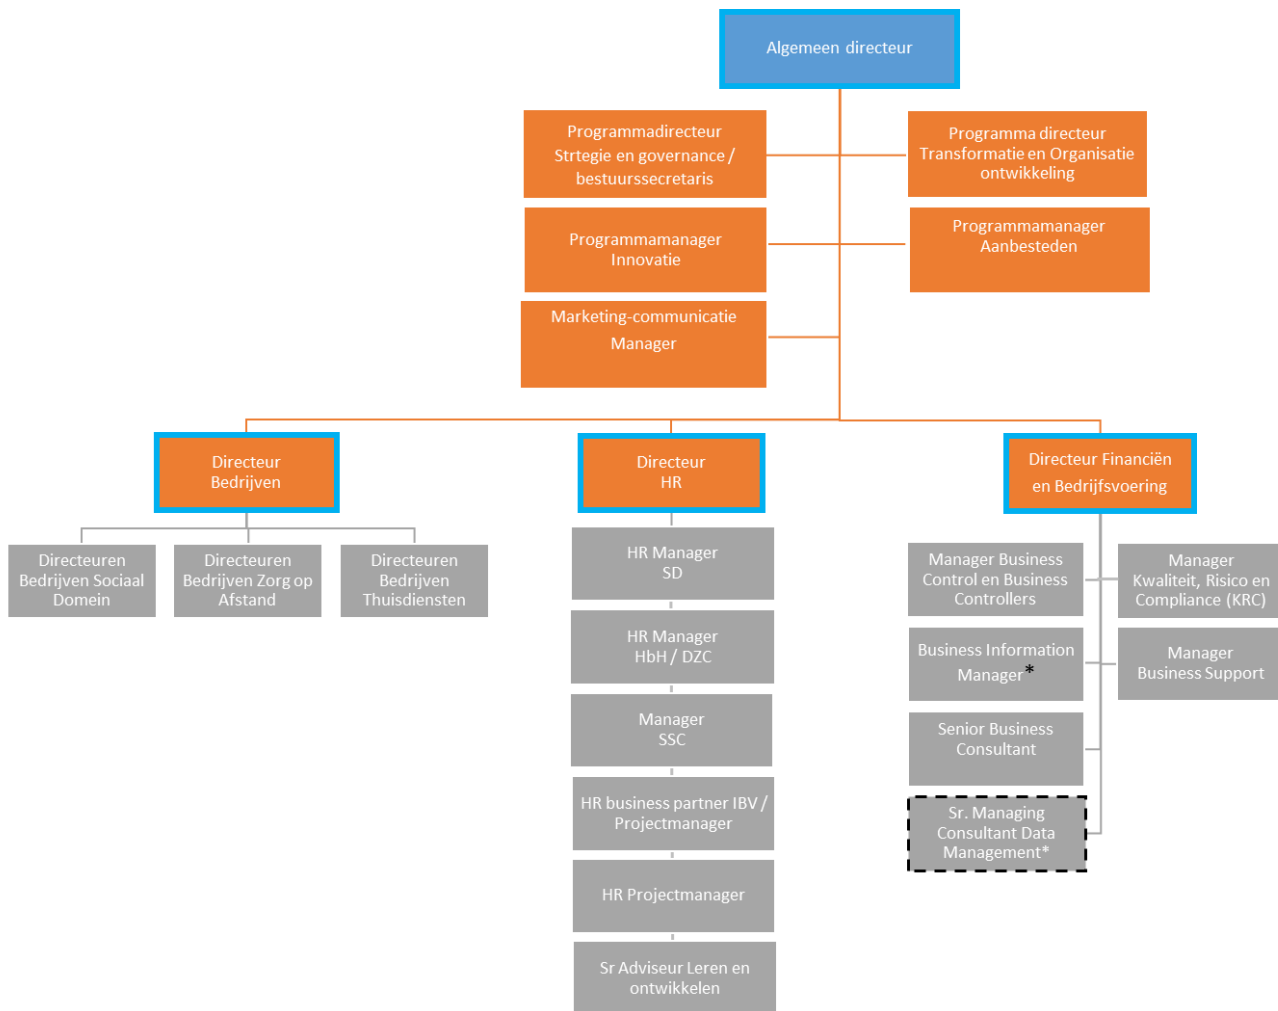 Algemeen directeur
Programmadirecteur
Strtegie en governance /
bestuurssecretaris
Programma directeur
Transformatie en Organisatie
ontwikkeling
Programmamanager
Innovatie
Programmamanager
Aanbesteden
Marketing-communicatie
Manager
Directeur
Bedrijven
Directeur
HR
Directeur Financiën
en Bedrijfsvoering
Directeuren
Bedrijven Sociaal
Domein
Directeuren
Bedrijven Zorg op
Afstand
Directeuren
Bedrijven
Thuisdiensten
HR Manager
SD
HR Manager
HbH / DZC
Manager
SSC
HR business partner IBV /
Projectmanager
HR Projectmanager
Sr Adviseur Leren en
ontwikkelen
Manager Business
Control en Business
Controllers
Manager
Kwaliteit, Risico en
Compliance (KRC)
Business Information
Manager*
Manager
Business Support
Senior Business
Consultant
Sr. Managing
Consultant Data
Management*